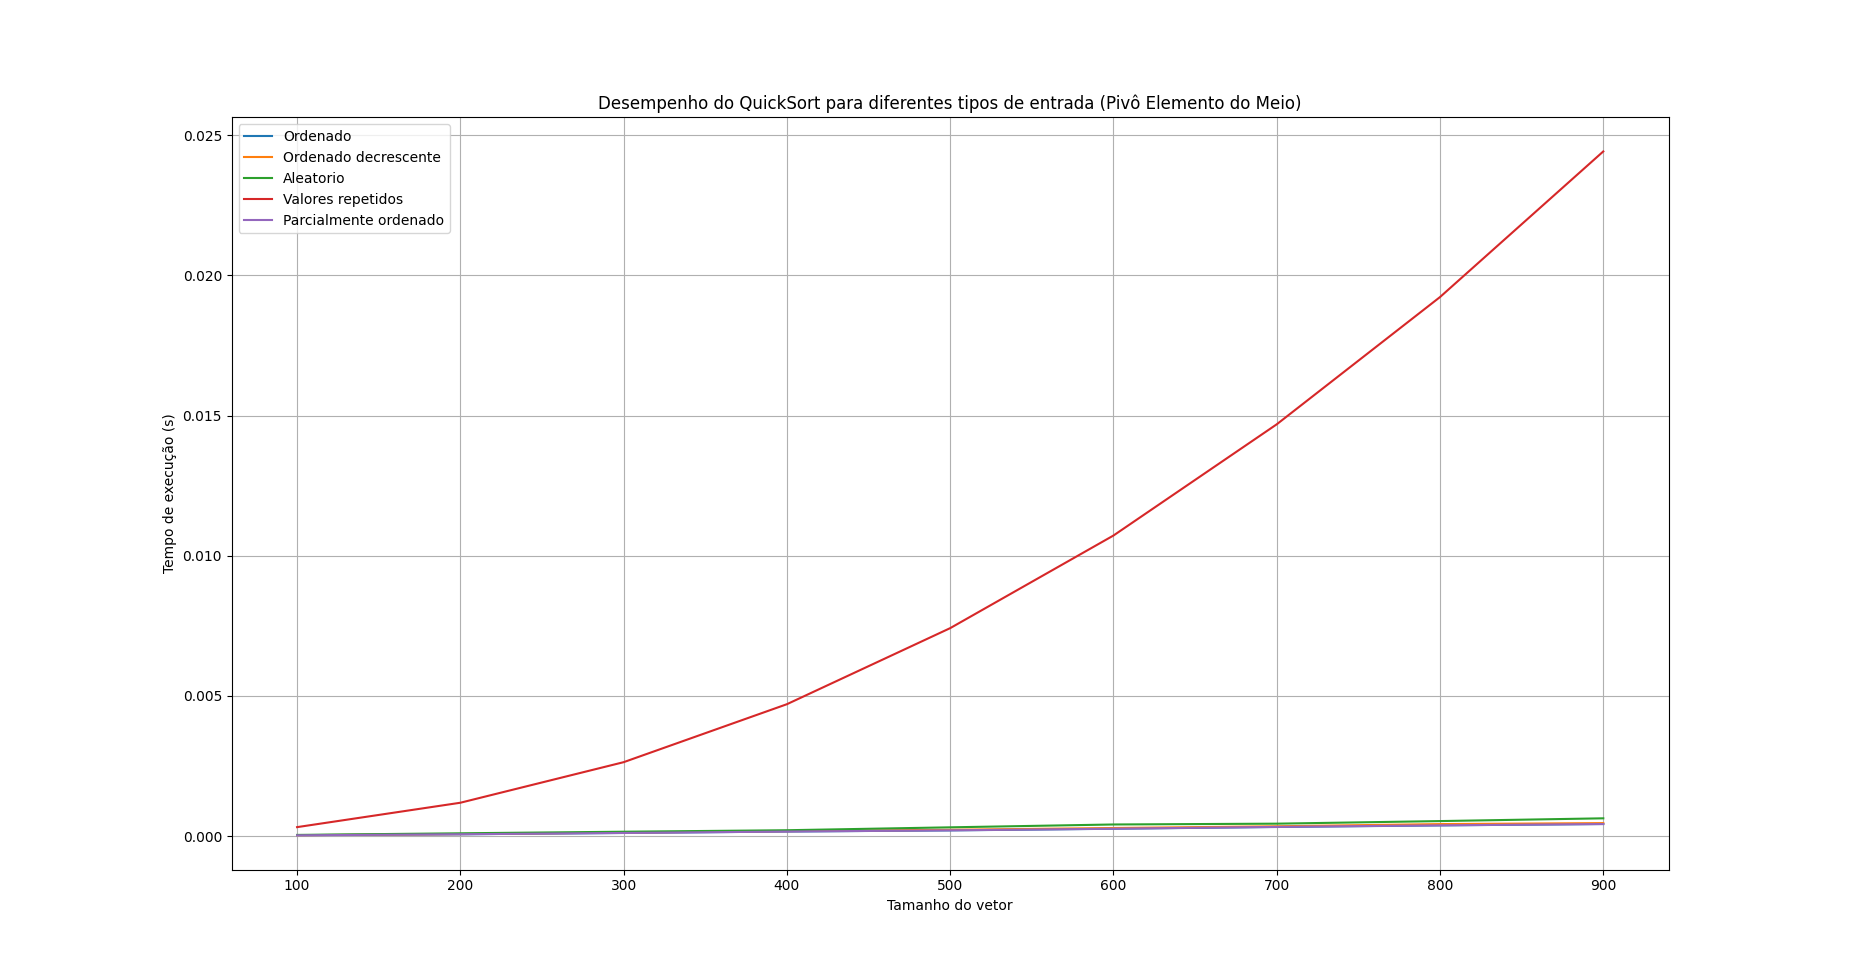 Desempenho do QuickSort para diferentes tipos de entrada (Pivô Elemento do Meio)
Ordenado
Ordenado decrescente
Aleatorio
Valores repetidos
Parcialmente ordenado
Tempo de execução (s)
0.025
0.020
0.015
0.010
0.005
0.000
100 200 300 400 500 600 700 800 900
Tamanho do vetor